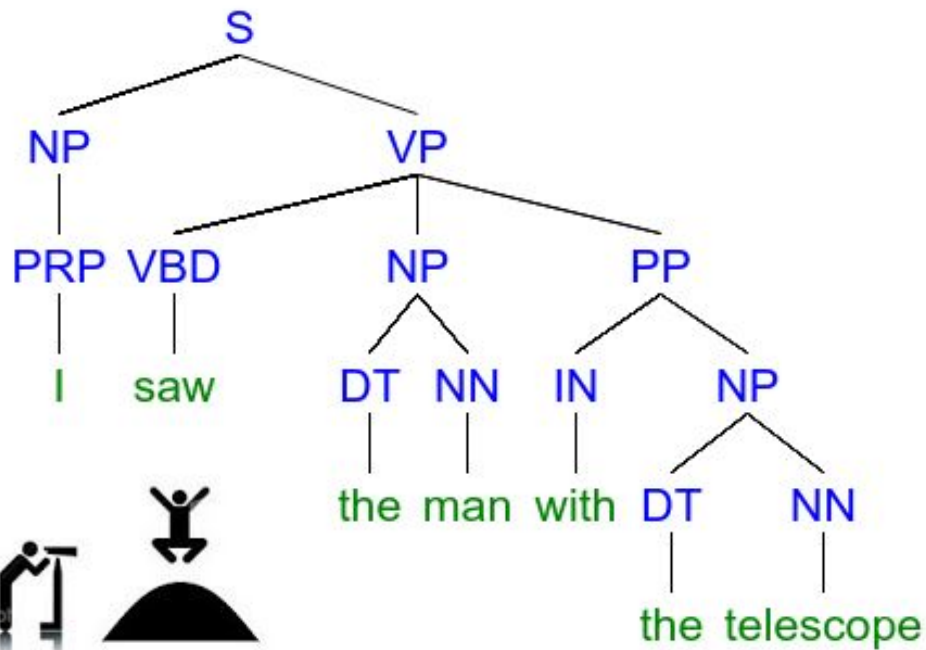 S
NP VP
PRP VBD NP PP
I saw DT NN IN NP
the man with DT NN
the telescope